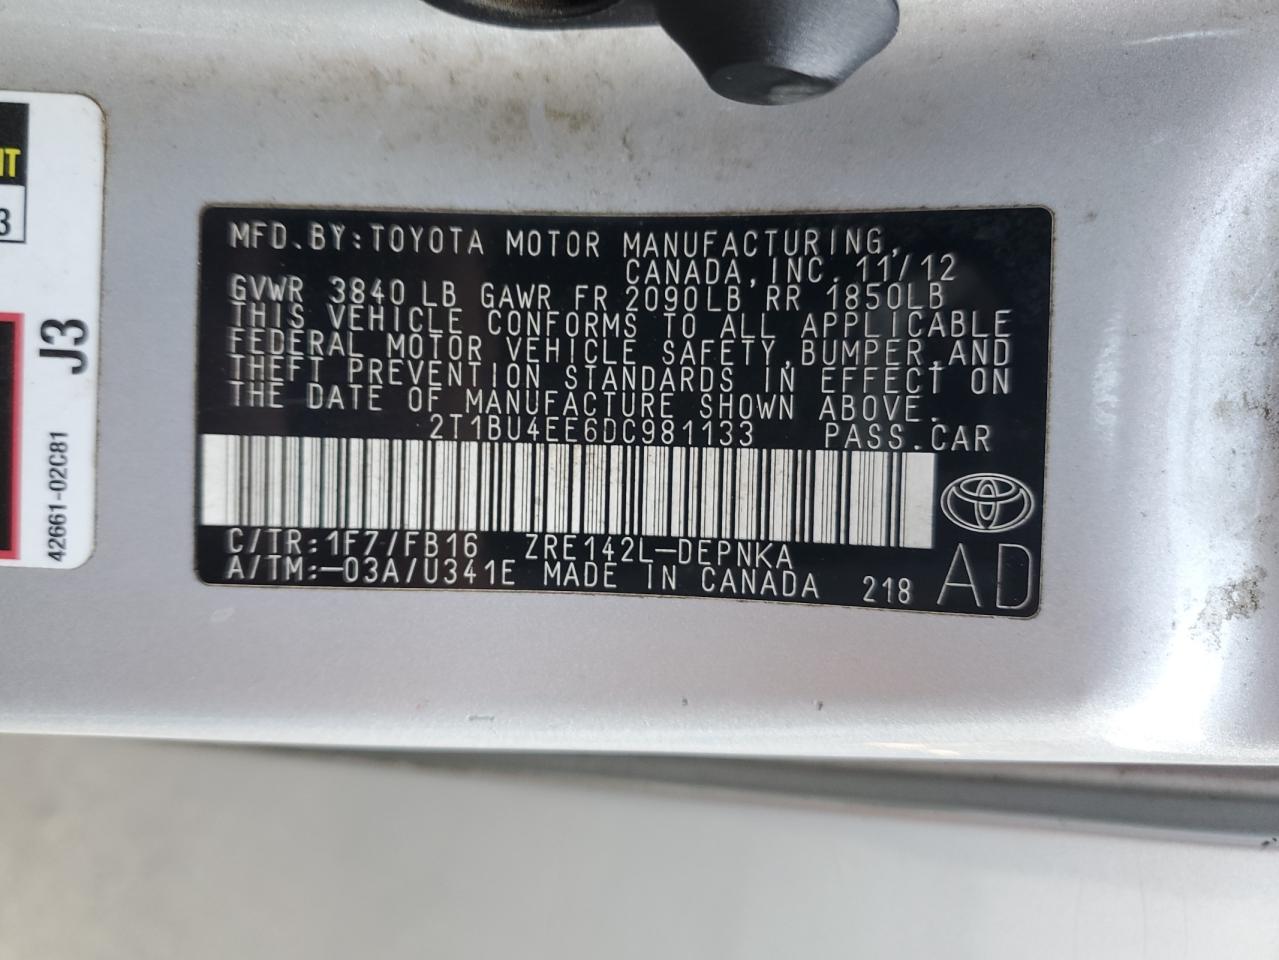 MFD.BY:TOYOTA MOTOR MANUFACTURING,
CANADA,INC. 11/12
GVWR 3840 LB GAWR FR 2090LB RR 1850LB
THIS VEHICLE CONFORMS TO ALL APPLICABLE
FEDERAL MOTOR VEHICLE SAFETY,BUMPER,AND
THEFT PREVENTION STANDARDS IN EFFECT ON
THE DATE OF MANUFACTURE SHOWN ABOVE.
2T1BU4EE6DC981133 PASS.CAR
C/TR:1F7/FB16 ZRE142L-DEPNKA
A/TM:-03A/U341E MADE IN CANADA 218 AD
J3
42661-02C81
3